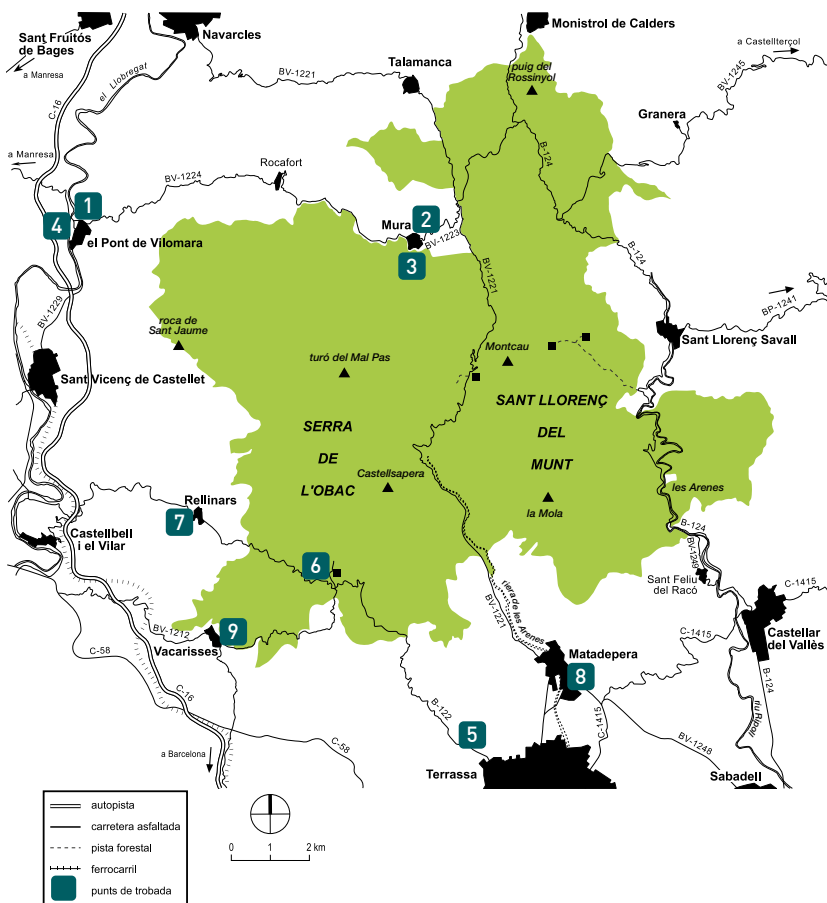 Sant Fruitós
de Bages
Navarcles
Monistrol de Calders
a Manresa
el Llobregat
C-16
BV-1221
Talamanca
puig del
Rossinyol
a Castellterçol
BV-1245
Granera
B-124
a Manresa
BV-1224
Rocafort
1
4
el Pont de Vilomara
Mura
2
BV-1223
3
BV-1221
B-124
BV-1229
BP-1241
Sant Llorenç Savall
roca de
Sant Jaume
turó del Mal Pas
Montcau
Sant Vicenç de Castellet
SERRA
DE
L'OBAC
SANT LLORENÇ
DEL
MUNT
Castellsapera
la Mola
les Arenes
Rellinars
7
Castellbell
i el Vilar
6
B-124
BV-1249
Sant Feliu
del Racó
C-1415
riera de les Arenes
BV-1221
BV-1212
9
Vacarisses
C-58
C-16
Matadepera
8
C-1415
Castellar
del Vallès
B-124
riu Ripoll
B-122
5
C-1415
BV-1248
a Barcelona
C-58
Terrassa
Sabadell
autopista
carretera asfaltada
pista forestal
ferrocarril
punts de trobada
0 1 2 km